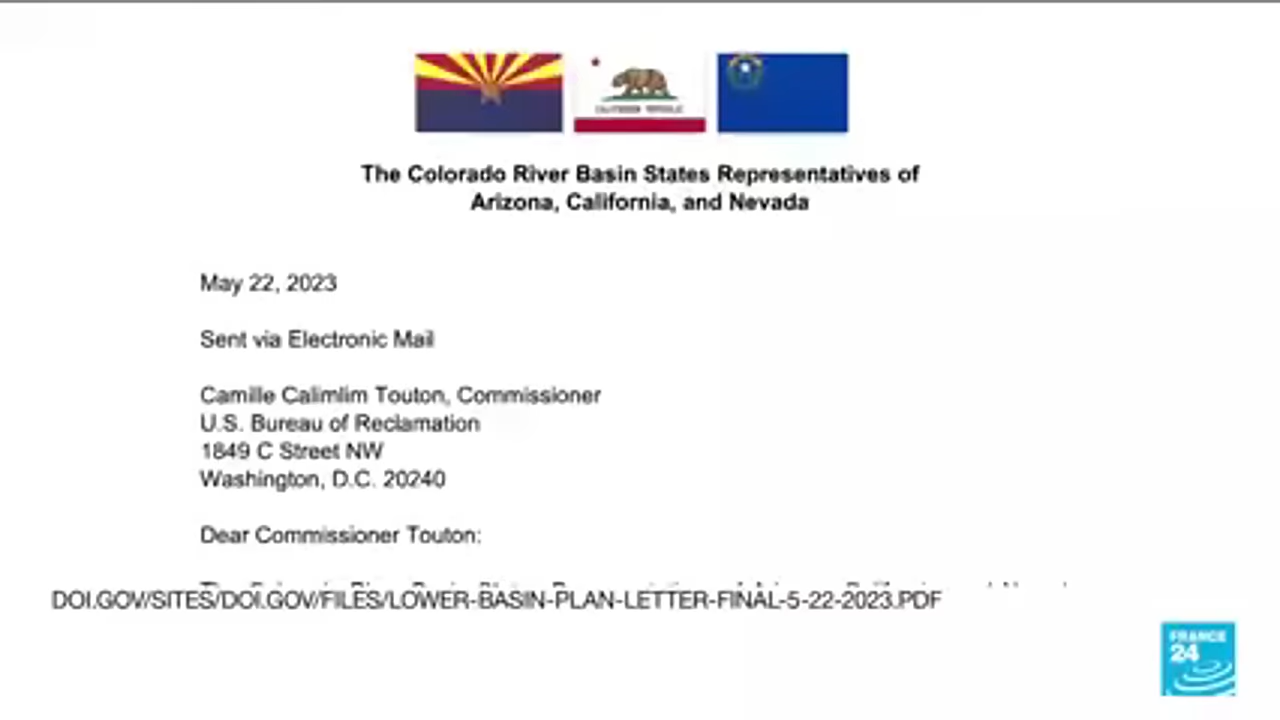 The Colorado River Basin States Representatives of
Arizona, California, and Nevada
May 22, 2023
Sent via Electronic Mail
Camille Calimlim Touton, Commissioner
U.S. Bureau of Reclamation
1849 C Street NW
Washington, D.C. 20240
Dear Commissioner Touton:
DOI.GOV/SITES/DOI.GOV/FILES/LOWER-BASIN-PLAN-LETTER-FINAL-5-22-2023.PDF
FRANCE
24